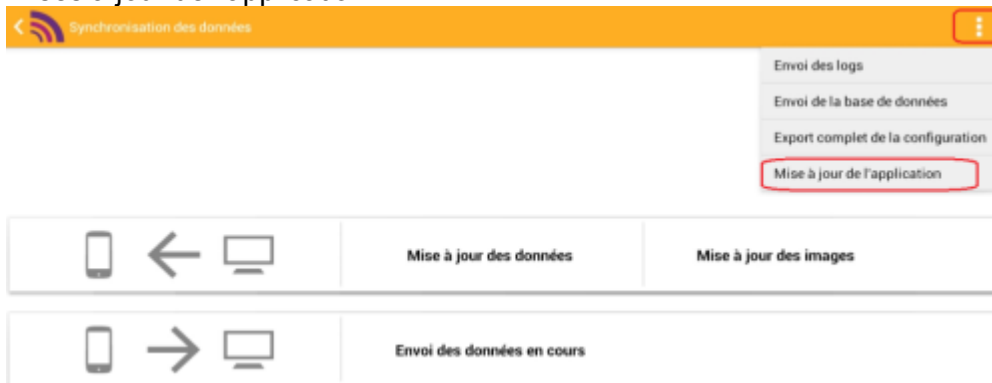 Synchronisation des données
Envoi des logs
Envoi de la base de données
Export complet de la configuration
Mise à jour de l'application
Mise à jour des données
Mise à jour des images
Envoi des données en cours